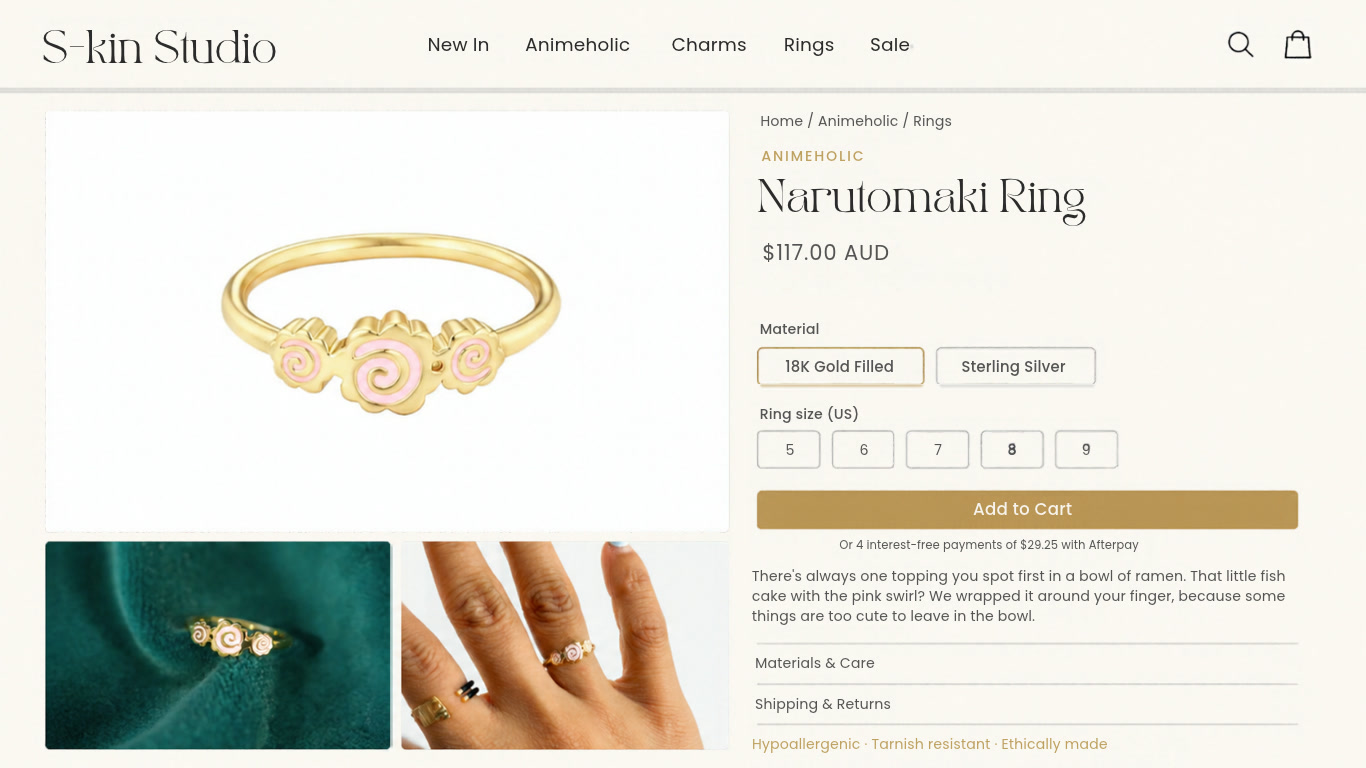 S-kin Studio
New In Animeholic Charms Rings Sale
Home / Animeholic / Rings
ANIMEHOLIC
Narutomaki Ring
$117.00 AUD
Material
18K Gold Filled Sterling Silver
Ring size (US)
5 6 7 8 9
Add to Cart
Or 4 interest-free payments of $29.25 with Afterpay
There's always one topping you spot first in a bowl of ramen. That little fish
cake with the pink swirl? We wrapped it around your finger, because some
things are too cute to leave in the bowl.
Materials & Care
Shipping & Returns
Hypoallergenic · Tarnish resistant · Ethically made